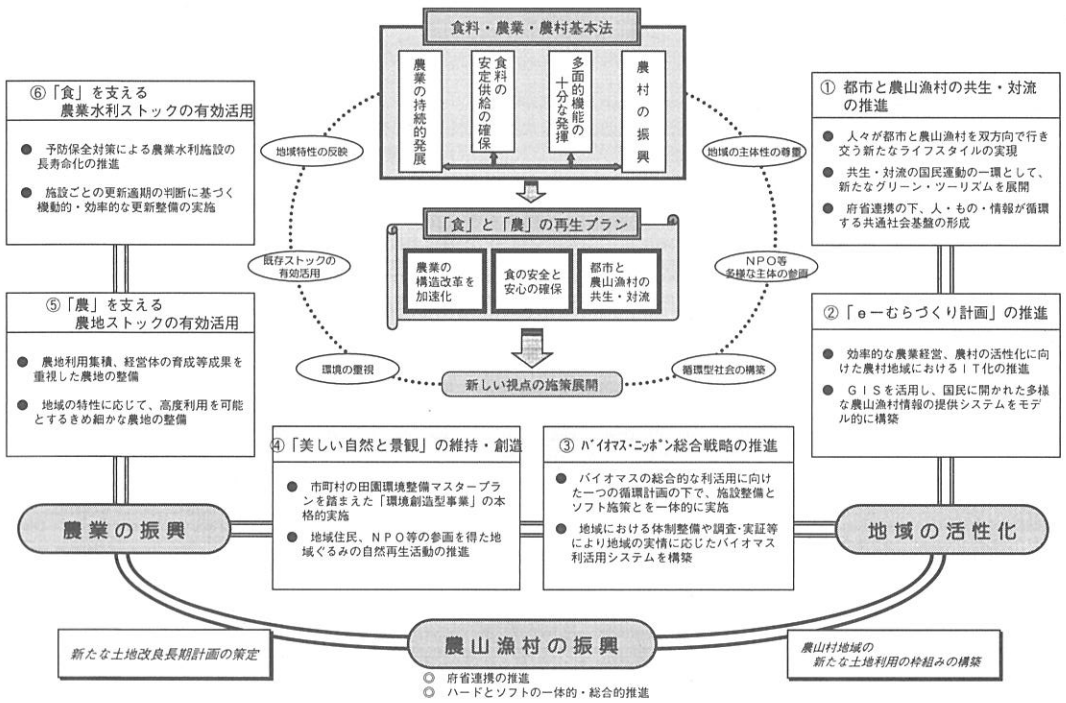 食料・農業・農村基本法
農業の持続的発展
食料の
安定供給の確保
多面的機能の
十分な発揮
農村の振興
地域特性の反映
地域の主体性の尊重
既存ストックの
有効活用
NPO等
多様な主体の参画
環境の重視
循環型社会の構築
「食」と「農」の再生プラン
農業の
構造改革を
加速化
食の安全と
安心の確保
都市と
農山漁村の
共生・対流
新しい視点の施策展開
① 都市と農山漁村の共生・対流
の推進
● 人々が都市と農山漁村を双方向で行き
交う新たなライフスタイルの実現
● 共生・対流の国民運動の一環として、
新たなグリーン・ツーリズムを展開
● 府省連携の下、人・もの・情報が循環
する共通社会基盤の形成
②「eーむらづくり計画」の推進
● 効率的な農業経営、農村の活性化に向
けた農村地域におけるIT化の推進
● GISを活用し、国民に開かれた多様
な農山漁村情報の提供システムをモデ
ル的に構築
③ バイオマス・ニッポン総合戦略の推進
● バイオマスの総合的な利活用に向け
た一つの循環計画の下で、施設整備と
ソフト施策とを一体的に実施
● 地域における体制整備や調査・実証等
により地域の実情に応じたバイオマス
利活用システムを構築
④「美しい自然と景観」の維持・創造
● 市町村の田園環境整備マスタープラ
ンを踏まえた「環境創造型事業」の本
格的実施
● 地域住民、NPO等の参画を得た地
域ぐるみの自然再生活動の推進
⑤「農」を支える
農地ストックの有効活用
● 農地利用集積、経営体の育成等成果を
重視した農地の整備
● 地域の特性に応じて、高度利用を可能
とするきめ細かな農地の整備
⑥「食」を支える
農業水利ストックの有効活用
● 予防保全対策による農業水利施設の
長寿命化の推進
● 施設ごとの更新適期の判断に基づく
機動的・効率的な更新整備の実施
農業の振興
地域の活性化
農山漁村の振興
◎ 府省連携の推進
◎ ハードとソフトの一体的・総合的推進
新たな土地改良長期計画の策定
農山村地域の
新たな土地利用の枠組みの構築